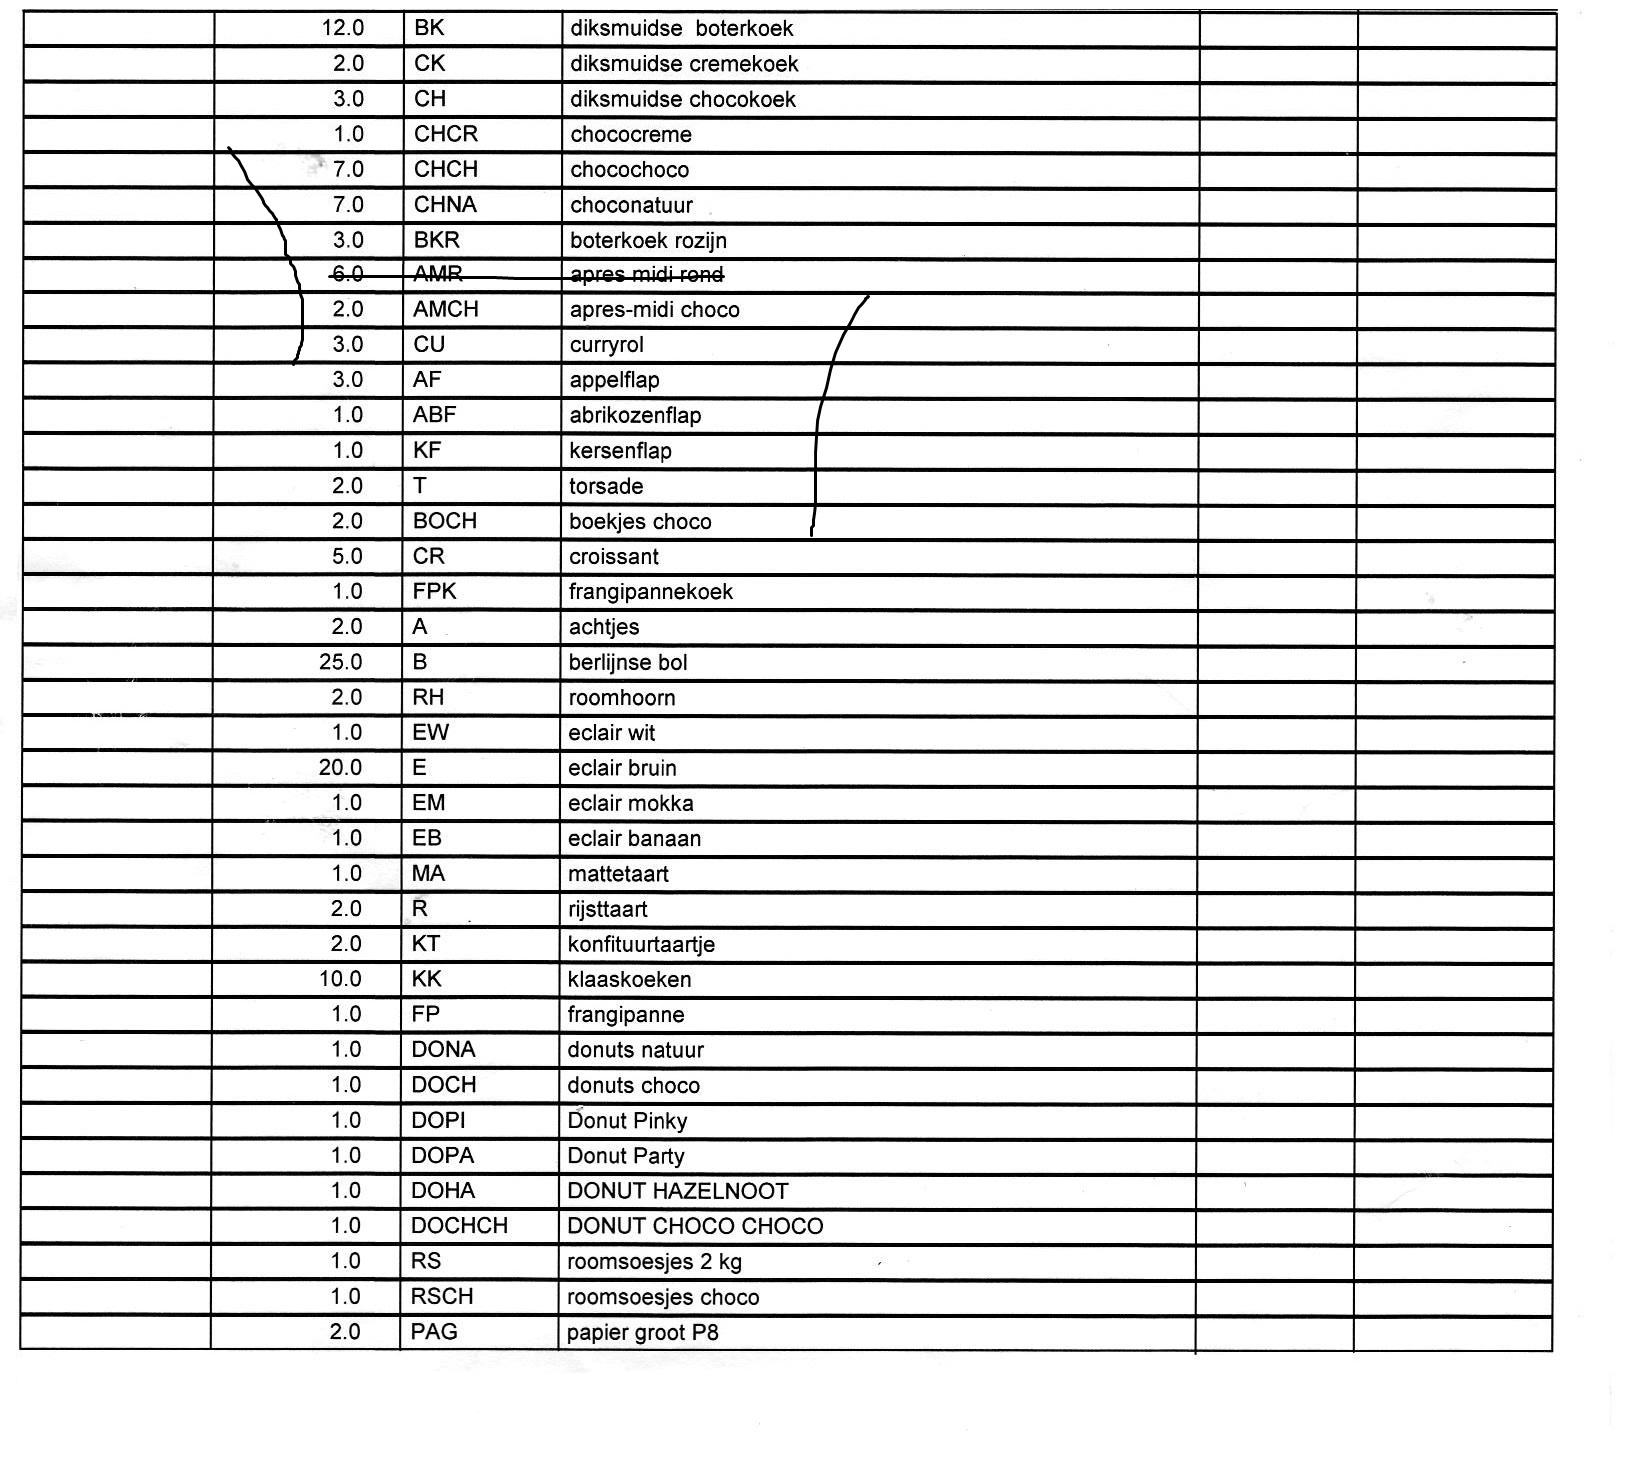 12.0 BK diksmuidse boterkoek
2.0 CK diksmuidse cremekoek
3.0 CH diksmuidse chocokoek
1.0 CHCR chococreme
7.0 CHCH chocochoco
7.0 CHNA choconatuur
3.0 BKR boterkoek rozijn
6.0 AMR apres midi rond
2.0 AMCH apres-midi choco
3.0 CU curryrol
3.0 AF appelflap
1.0 ABF abrikozenflap
1.0 KF kersenflap
2.0 T torsade
2.0 BOCH boekjes choco
5.0 CR croissant
1.0 FPK frangipannekoek
2.0 A achtjes
25.0 B berlijnse bol
2.0 RH roomhoorn
1.0 EW eclair wit
20.0 E eclair bruin
1.0 EM eclair mokka
1.0 EB eclair banaan
1.0 MA mattetaart
2.0 R rijsttaart
2.0 KT konfituurtaartje
10.0 KK klaaskoeken
1.0 FP frangipanne
1.0 DONA donuts natuur
1.0 DOCH donuts choco
1.0 DOPI Donut Pinky
1.0 DOPA Donut Party
1.0 DOHA DONUT HAZELNOOT
1.0 DOCHCH DONUT CHOCO CHOCO
1.0 RS roomsoesjes 2 kg
1.0 RSCH roomsoesjes choco
2.0 PAG papier groot P8